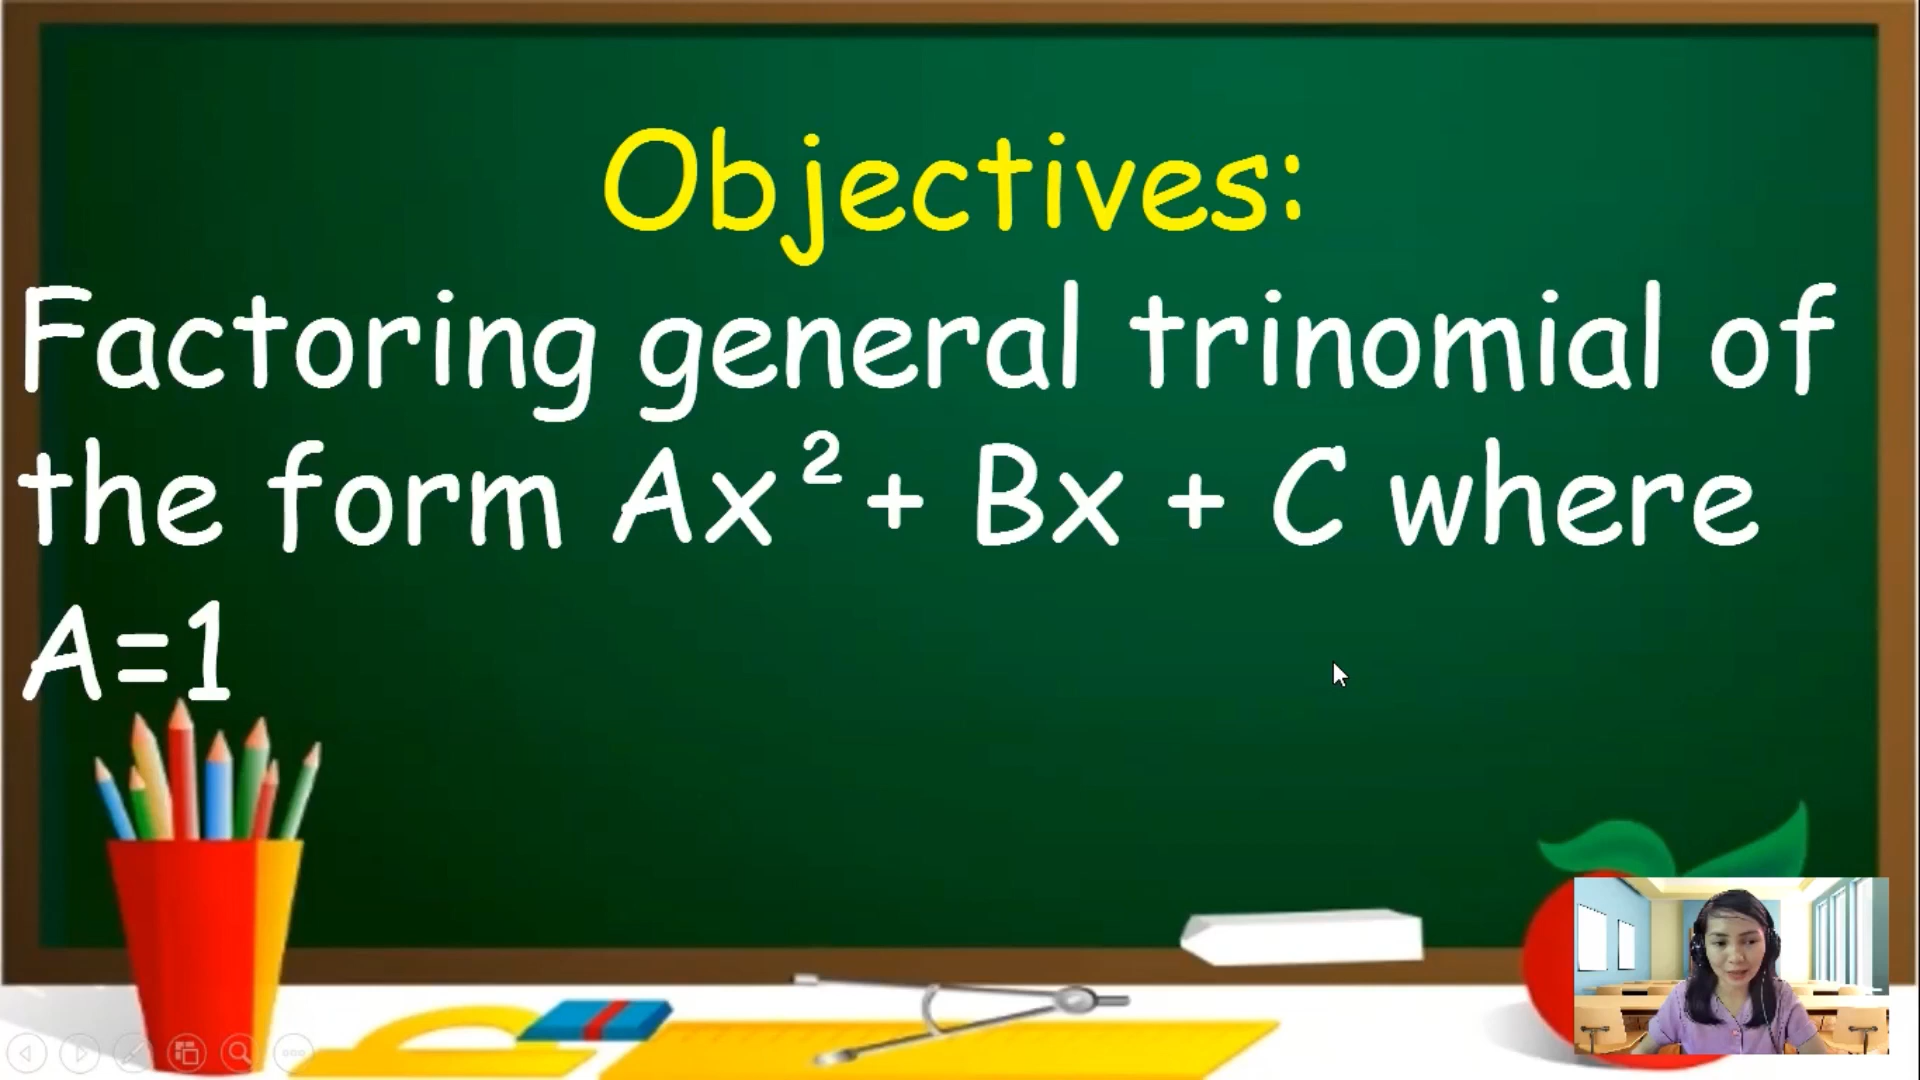 Objectives:
Factoring general trinomial of
the form Ax² + Bx + C where
A=1